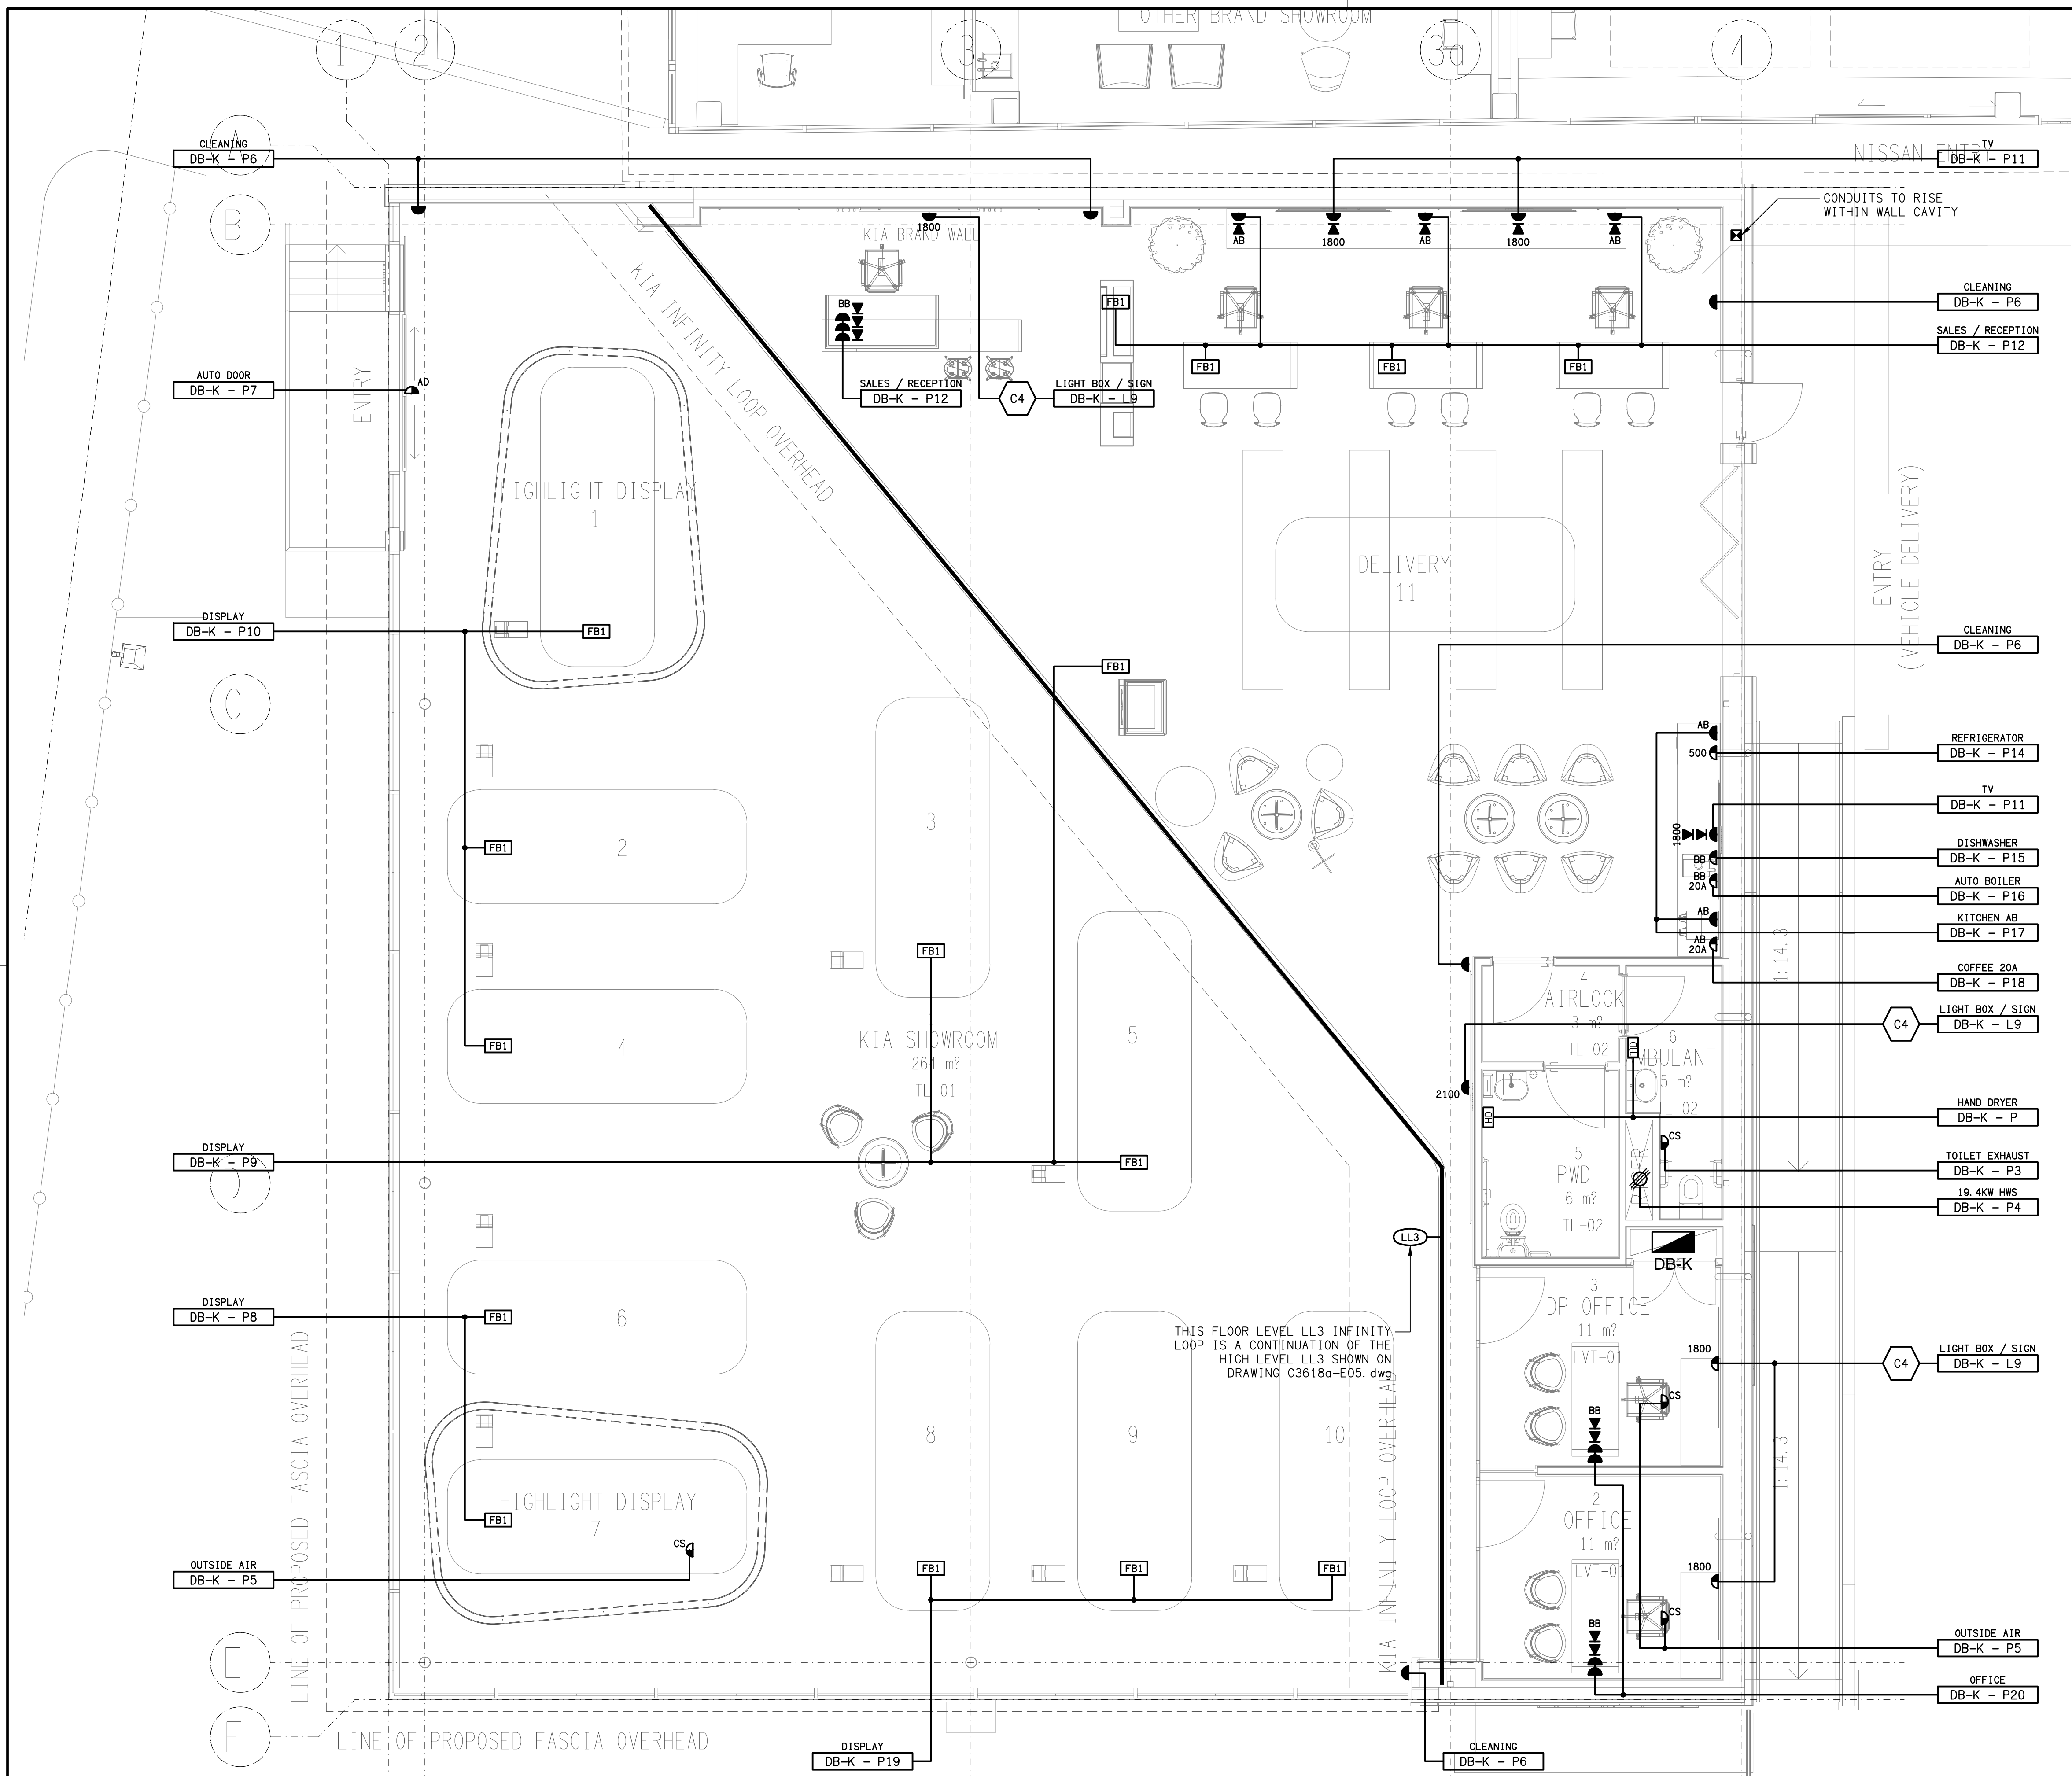 OTHER BRAND SHOWROOM
1
2
3
3a
4
A
CLEANING
DB-K - P6
TV
DB-K - P11
NISSAN ENTRY
CONDUITS TO RISE
WITHIN WALL CAVITY
B
1800
KIA BRAND WALL
AB
1800
AB
1800
AB
KIA INFINITY LOOP OVERHEAD
BB
FB1
CLEANING
DB-K - P6
SALES / RECEPTION
DB-K - P12
FB1
FB1
FB1
AUTO DOOR
DB-K - P7
AD
ENTRY
SALES / RECEPTION
DB-K - P12
C4
LIGHT BOX / SIGN
DB-K - L9
HIGHLIGHT DISPLAY
1
DELIVERY
11
ENTRY
(VEHICLE DELIVERY)
DISPLAY
DB-K - P10
FB1
CLEANING
DB-K - P6
FB1
C
AB
500
REFRIGERATOR
DB-K - P14
TV
DB-K - P11
1800
FB1
2
3
DISHWASHER
DB-K - P15
BB
AUTO BOILER
DB-K - P16
BB
20A
KITCHEN AB
DB-K - P17
AB
AB
20A
FB1
COFFEE 20A
DB-K - P18
1:14.3
4
AIRLOCK
3 m?
TL-02
C4
LIGHT BOX / SIGN
DB-K - L9
FB1
4
KIA SHOWROOM
264 m?
TL-01
5
6
AMBULANT
5 m?
TL-02
HD
2100
HD
HAND DRYER
DB-K - P
CS
DISPLAY
DB-K - P9
FB1
D
5
PWD
6 m?
TL-02
TOILET EXHAUST
DB-K - P3
19.4KW HWS
DB-K - P4
LL3
DB-K
DISPLAY
DB-K - P8
FB1
6
3
DP OFFICE
11 m?
LVT-01
THIS FLOOR LEVEL LL3 INFINITY
LOOP IS A CONTINUATION OF THE
HIGH LEVEL LL3 SHOWN ON
DRAWING C3618a-E05.dwg
1800
C4
LIGHT BOX / SIGN
DB-K - L9
CS
BB
8
9
10
1:14.3
LINE OF PROPOSED FASCIA OVERHEAD
KIA INFINITY LOOP OVERHEAD
HIGHLIGHT DISPLAY
7
FB1
CS
2
OFFICE
11 m?
LVT-01
OUTSIDE AIR
DB-K - P5
FB1
FB1
FB1
1800
CS
BB
OUTSIDE AIR
DB-K - P5
E
OFFICE
DB-K - P20
F
LINE OF PROPOSED FASCIA OVERHEAD
DISPLAY
DB-K - P19
CLEANING
DB-K - P6